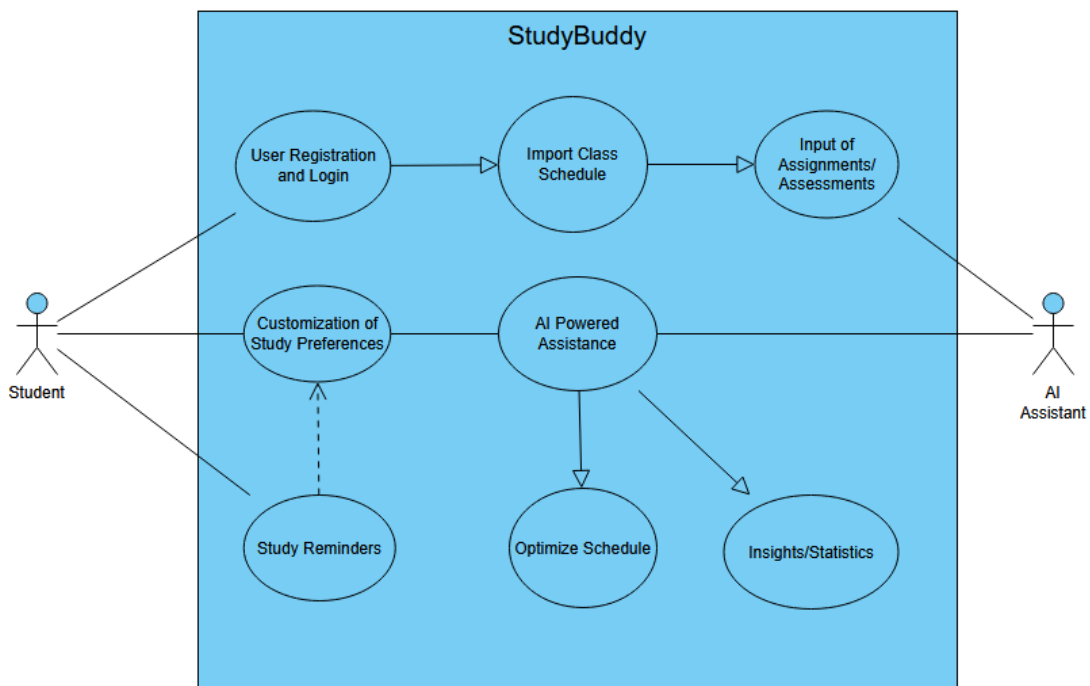 StudyBuddy
User Registration
and Login
Import Class
Schedule
Input of
Assignments/
Assessments
Customization of
Study Preferences
AI Powered
Assistance
Student
AI
Assistant
Study Reminders
Optimize Schedule
Insights/Statistics